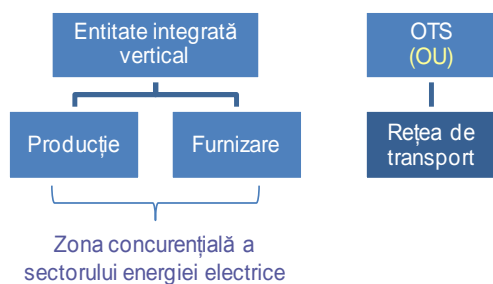 Entitate integrată
vertical
OTS
(OU)
Producție
Furnizare
Rețea de
transport
Zona concurențială a
sectorului energiei electrice